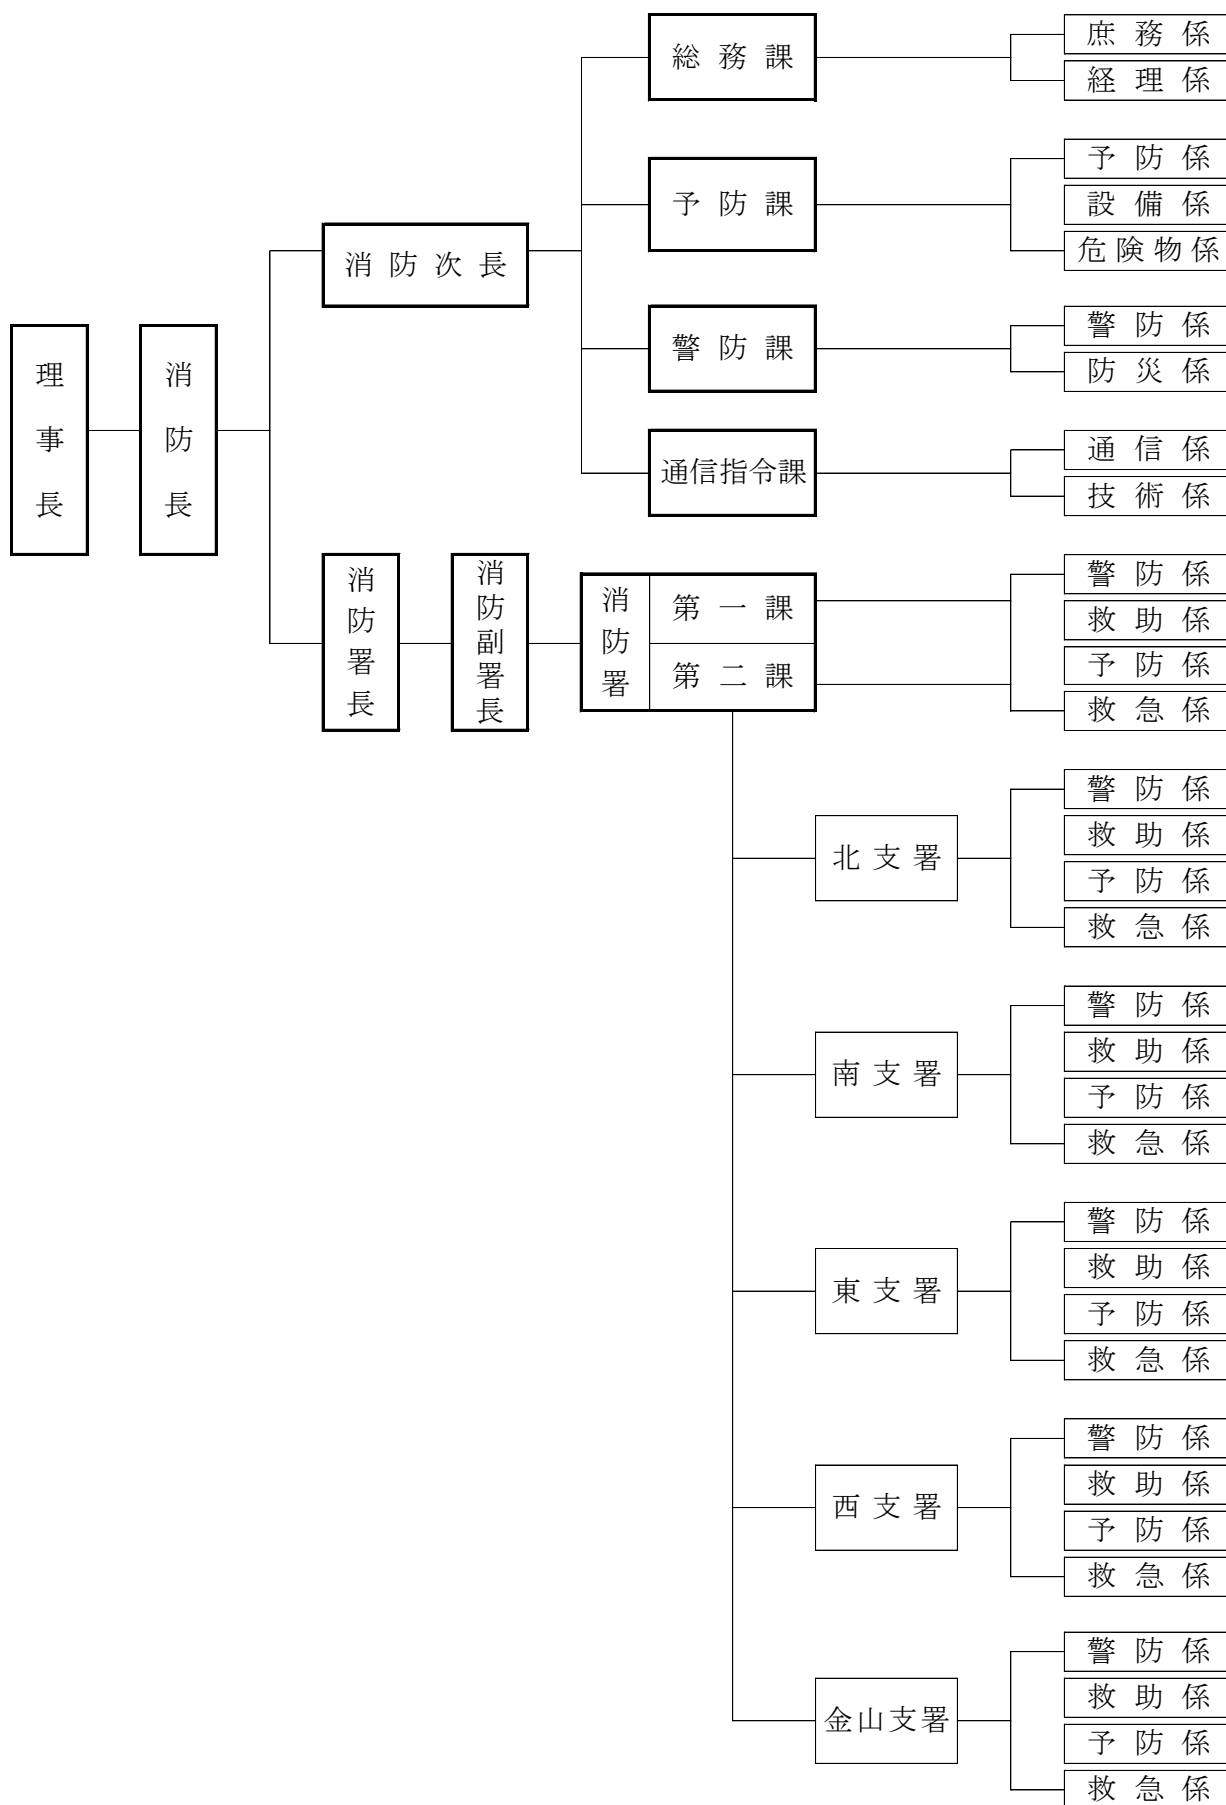 理事長
消防長
消防次長
総務課
庶務係
経理係
予防課
予防係
設備係
危険物係
警防課
警防係
防災係
通信指令課
通信係
技術係
消防署長
消防副署長
消防署
第一課
第二課
警防係
救助係
予防係
救急係
北支署
警防係
救助係
予防係
救急係
南支署
警防係
救助係
予防係
救急係
東支署
警防係
救助係
予防係
救急係
西支署
警防係
救助係
予防係
救急係
金山支署
警防係
救助係
予防係
救急係